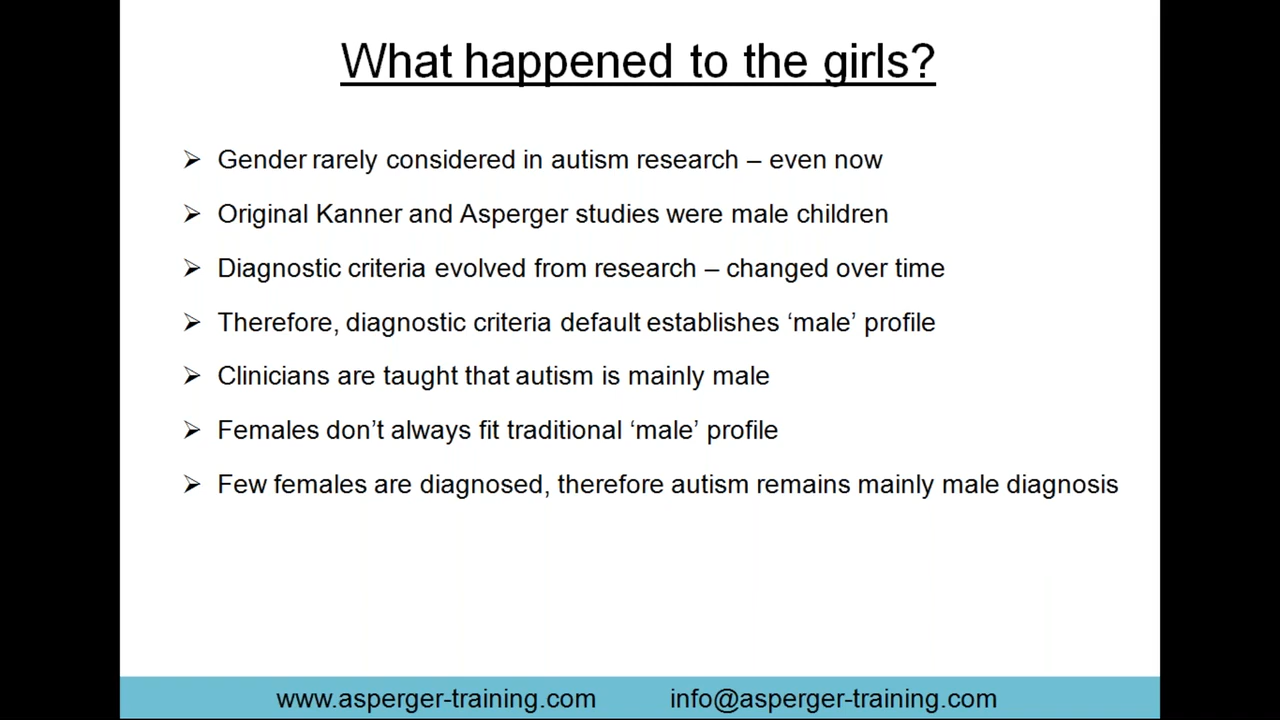 What happened to the girls?
➢ Gender rarely considered in autism research – even now
➢ Original Kanner and Asperger studies were male children
➢ Diagnostic criteria evolved from research – changed over time
➢ Therefore, diagnostic criteria default establishes ‘male’ profile
➢ Clinicians are taught that autism is mainly male
➢ Females don’t always fit traditional ‘male’ profile
➢ Few females are diagnosed, therefore autism remains mainly male diagnosis
www.asperger-training.com info@asperger-training.com